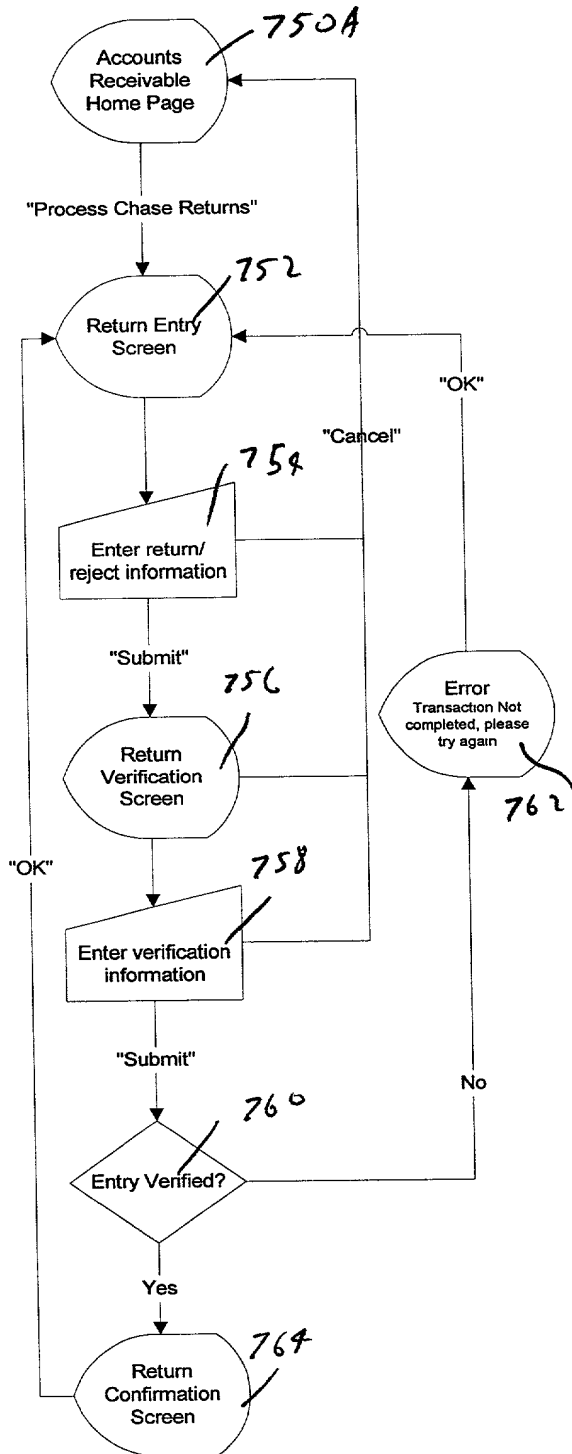 750A
Accounts
Receivable
Home Page
"Process Chase Returns"
752
Return Entry
Screen
"OK"
"Cancel"
754
Enter return/
reject information
"Submit"
756
Return
Verification
Screen
Error
Transaction Not
completed, please
try again
762
"OK"
758
Enter verification
information
"Submit"
No
760
Entry Verified?
Yes
764
Return
Confirmation
Screen